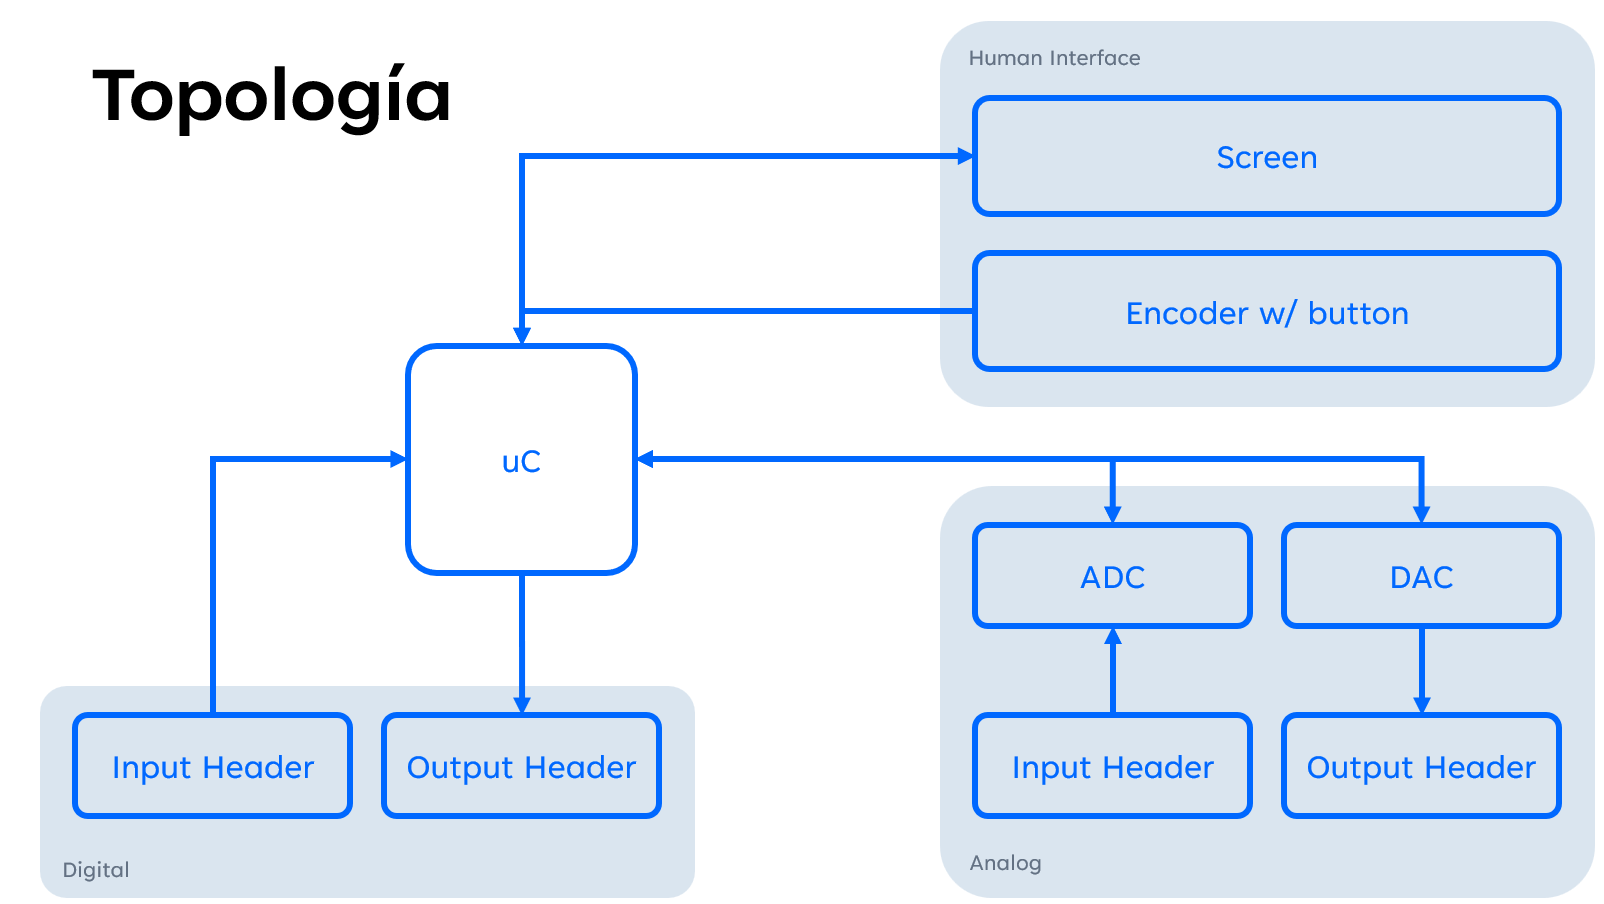 Topología
Human Interface
Screen
Encoder w/ button
uC
ADC
DAC
Input Header
Output Header
Analog
Input Header
Output Header
Digital